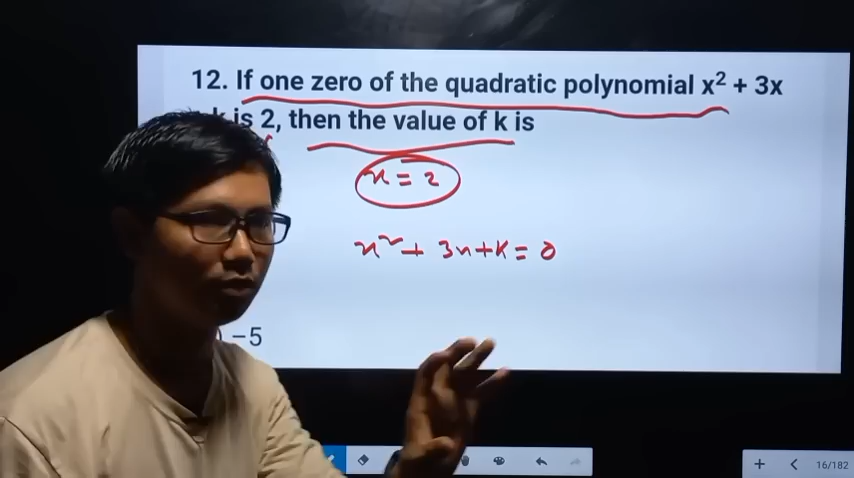 12. If one zero of the quadratic polynomial x² + 3x
is 2, then the value of k is
x = 2
x² + 3x + k = 0
) −5
16/182